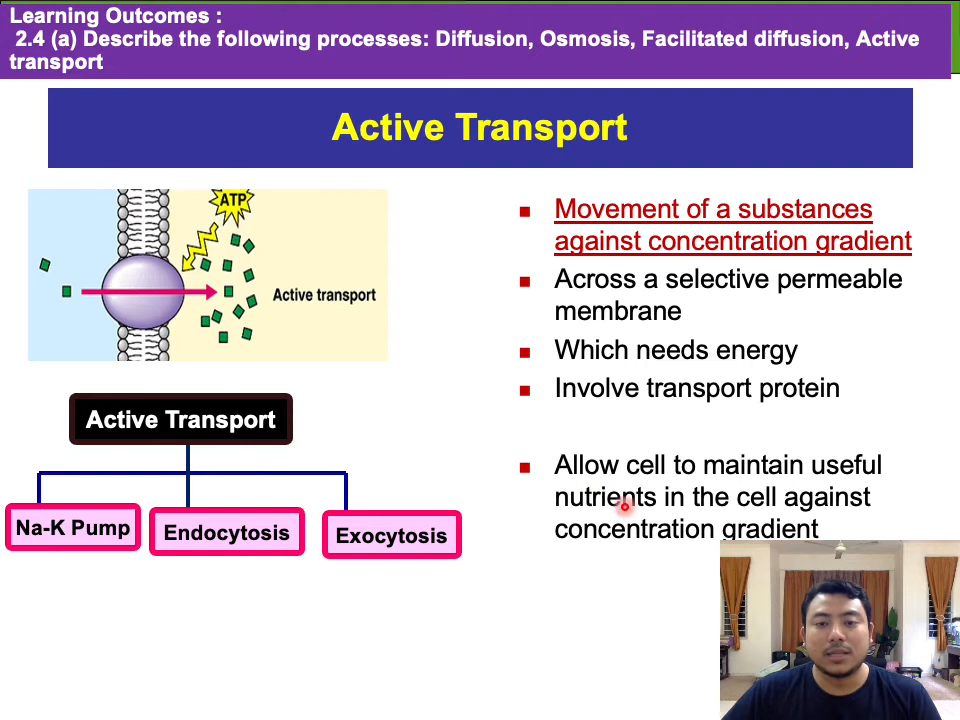 Learning Outcomes :
2.4 (a) Describe the following processes: Diffusion, Osmosis, Facilitated diffusion, Active
transport
Active Transport
ATP
Active transport
Movement of a substances
against concentration gradient
Across a selective permeable
membrane
Which needs energy
Involve transport protein
Allow cell to maintain useful
nutrients in the cell against
concentration gradient
Active Transport
Na-K Pump
Endocytosis
Exocytosis